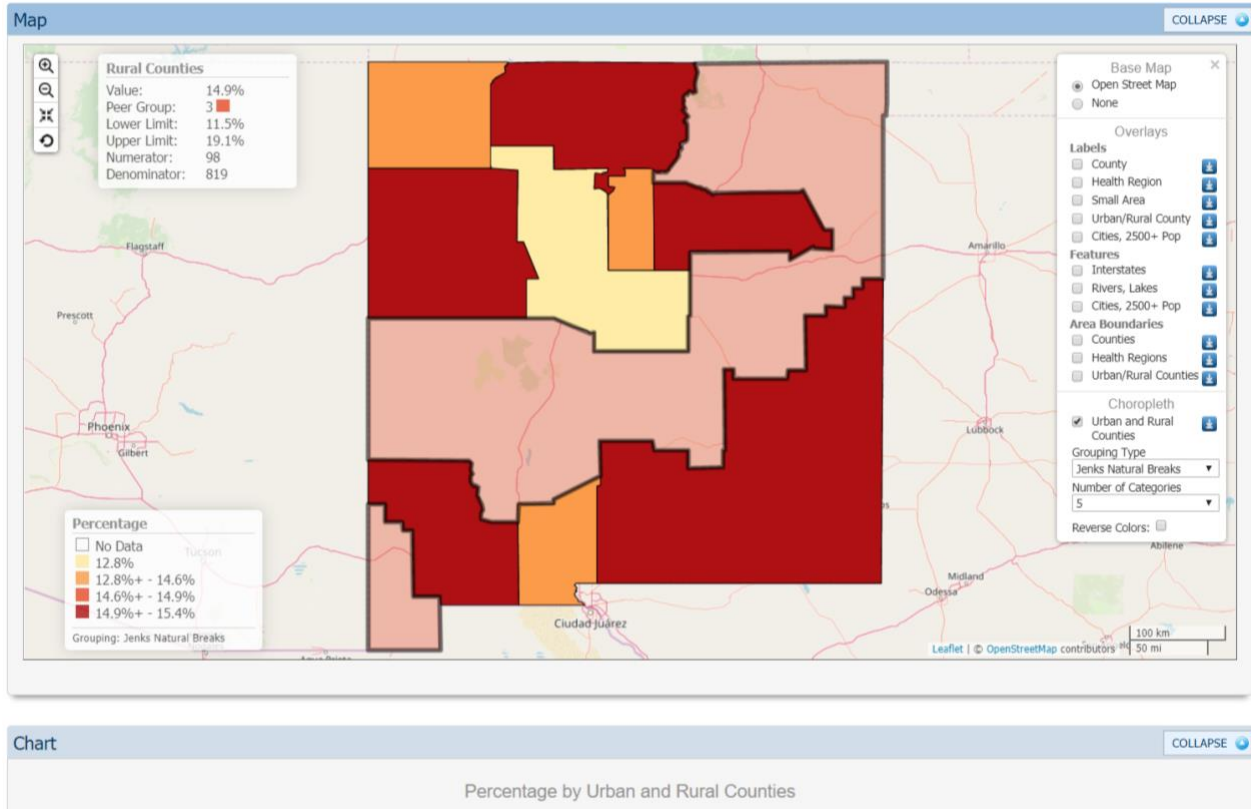 Map
COLLAPSE
Rural Counties
Value: 14.9%
Peer Group: 3
Lower Limit: 11.5%
Upper Limit: 19.1%
Numerator: 98
Denominator: 819
Base Map
Open Street Map
None
Overlays
Labels
County
Health Region
Small Area
Urban/Rural County
Cities, 2500+ Pop
Features
Interstates
Rivers, Lakes
Cities, 2500+ Pop
Area Boundaries
Counties
Health Regions
Urban/Rural Counties
Choropleth
Urban and Rural
Counties
Grouping Type
Jenks Natural Breaks
Number of Categories
5
Reverse Colors:
Flagstaff
Prescott
Phoenix
Gilbert
Tucson
Amarillo
Lubbock
Abilene
Midland
Odessa
Ciudad Juárez
Percentage
No Data
12.8%
12.8%+ - 14.6%
14.6%+ - 14.9%
14.9%+ - 15.4%
Grouping: Jenks Natural Breaks
100 km
50 mi
Leaflet | © OpenStreetMap contributors
Chart
COLLAPSE
Percentage by Urban and Rural Counties